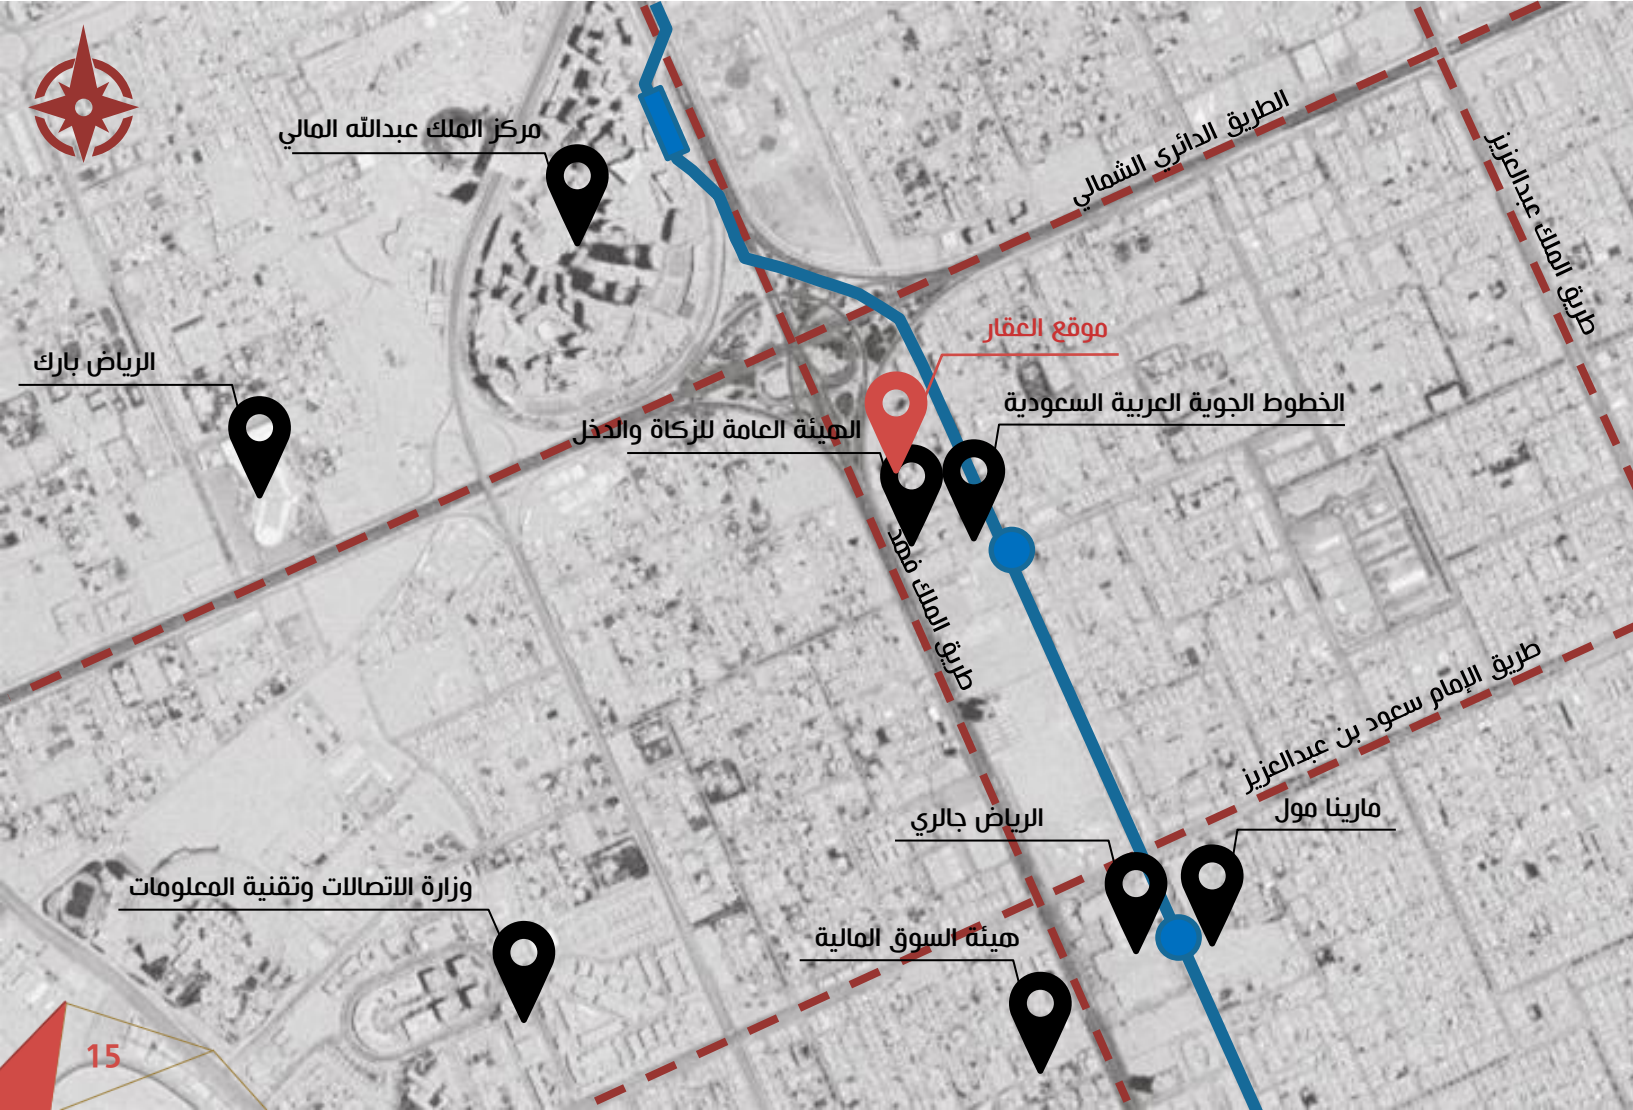 الطريق الدائري الشمالي
مركز الملك عبدالله المالي
طريق الملك عبدالعزيز
موقع العقار
الرياض بارك
الخطوط الجوية العربية السعودية
الهيئة العامة للزكاة والدخل
طريق الملك فهد
طريق الإمام سعود بن عبدالعزيز
مارينا مول
الرياض جالري
وزارة الاتصالات وتقنية المعلومات
هيئة السوق المالية
15